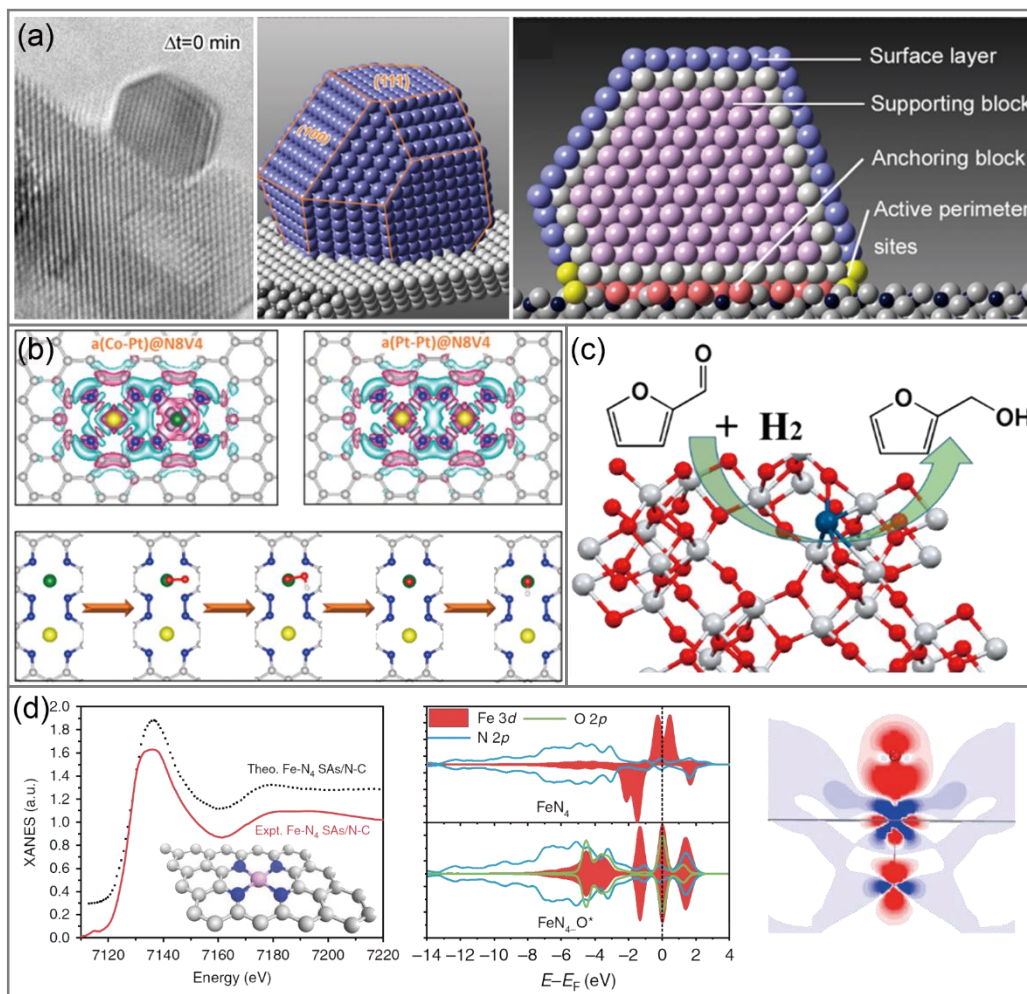 (a)
Δt=0 min
(111)
(100)
Surface layer
Supporting block
Anchoring block
Active perimeter
sites
(b)
a(Co-Pt)@N8V4
a(Pt-Pt)@N8V4
(c)
O
O
+ H2
O
OH
(d)
XANES (a.u.)
2.0
1.8
1.6
1.4
1.2
1.0
0.8
0.6
0.4
0.2
0.0
Theo. Fe-N4 SAs/N-C
Expt. Fe-N4 SAs/N-C
7120 7140 7160 7180 7200 7220
Energy (eV)
Fe 3d
O 2p
N 2p
FeN4
FeN4-O*
−14 −12 −10 −8 −6 −4 −2 0 2 4
E–EF (eV)